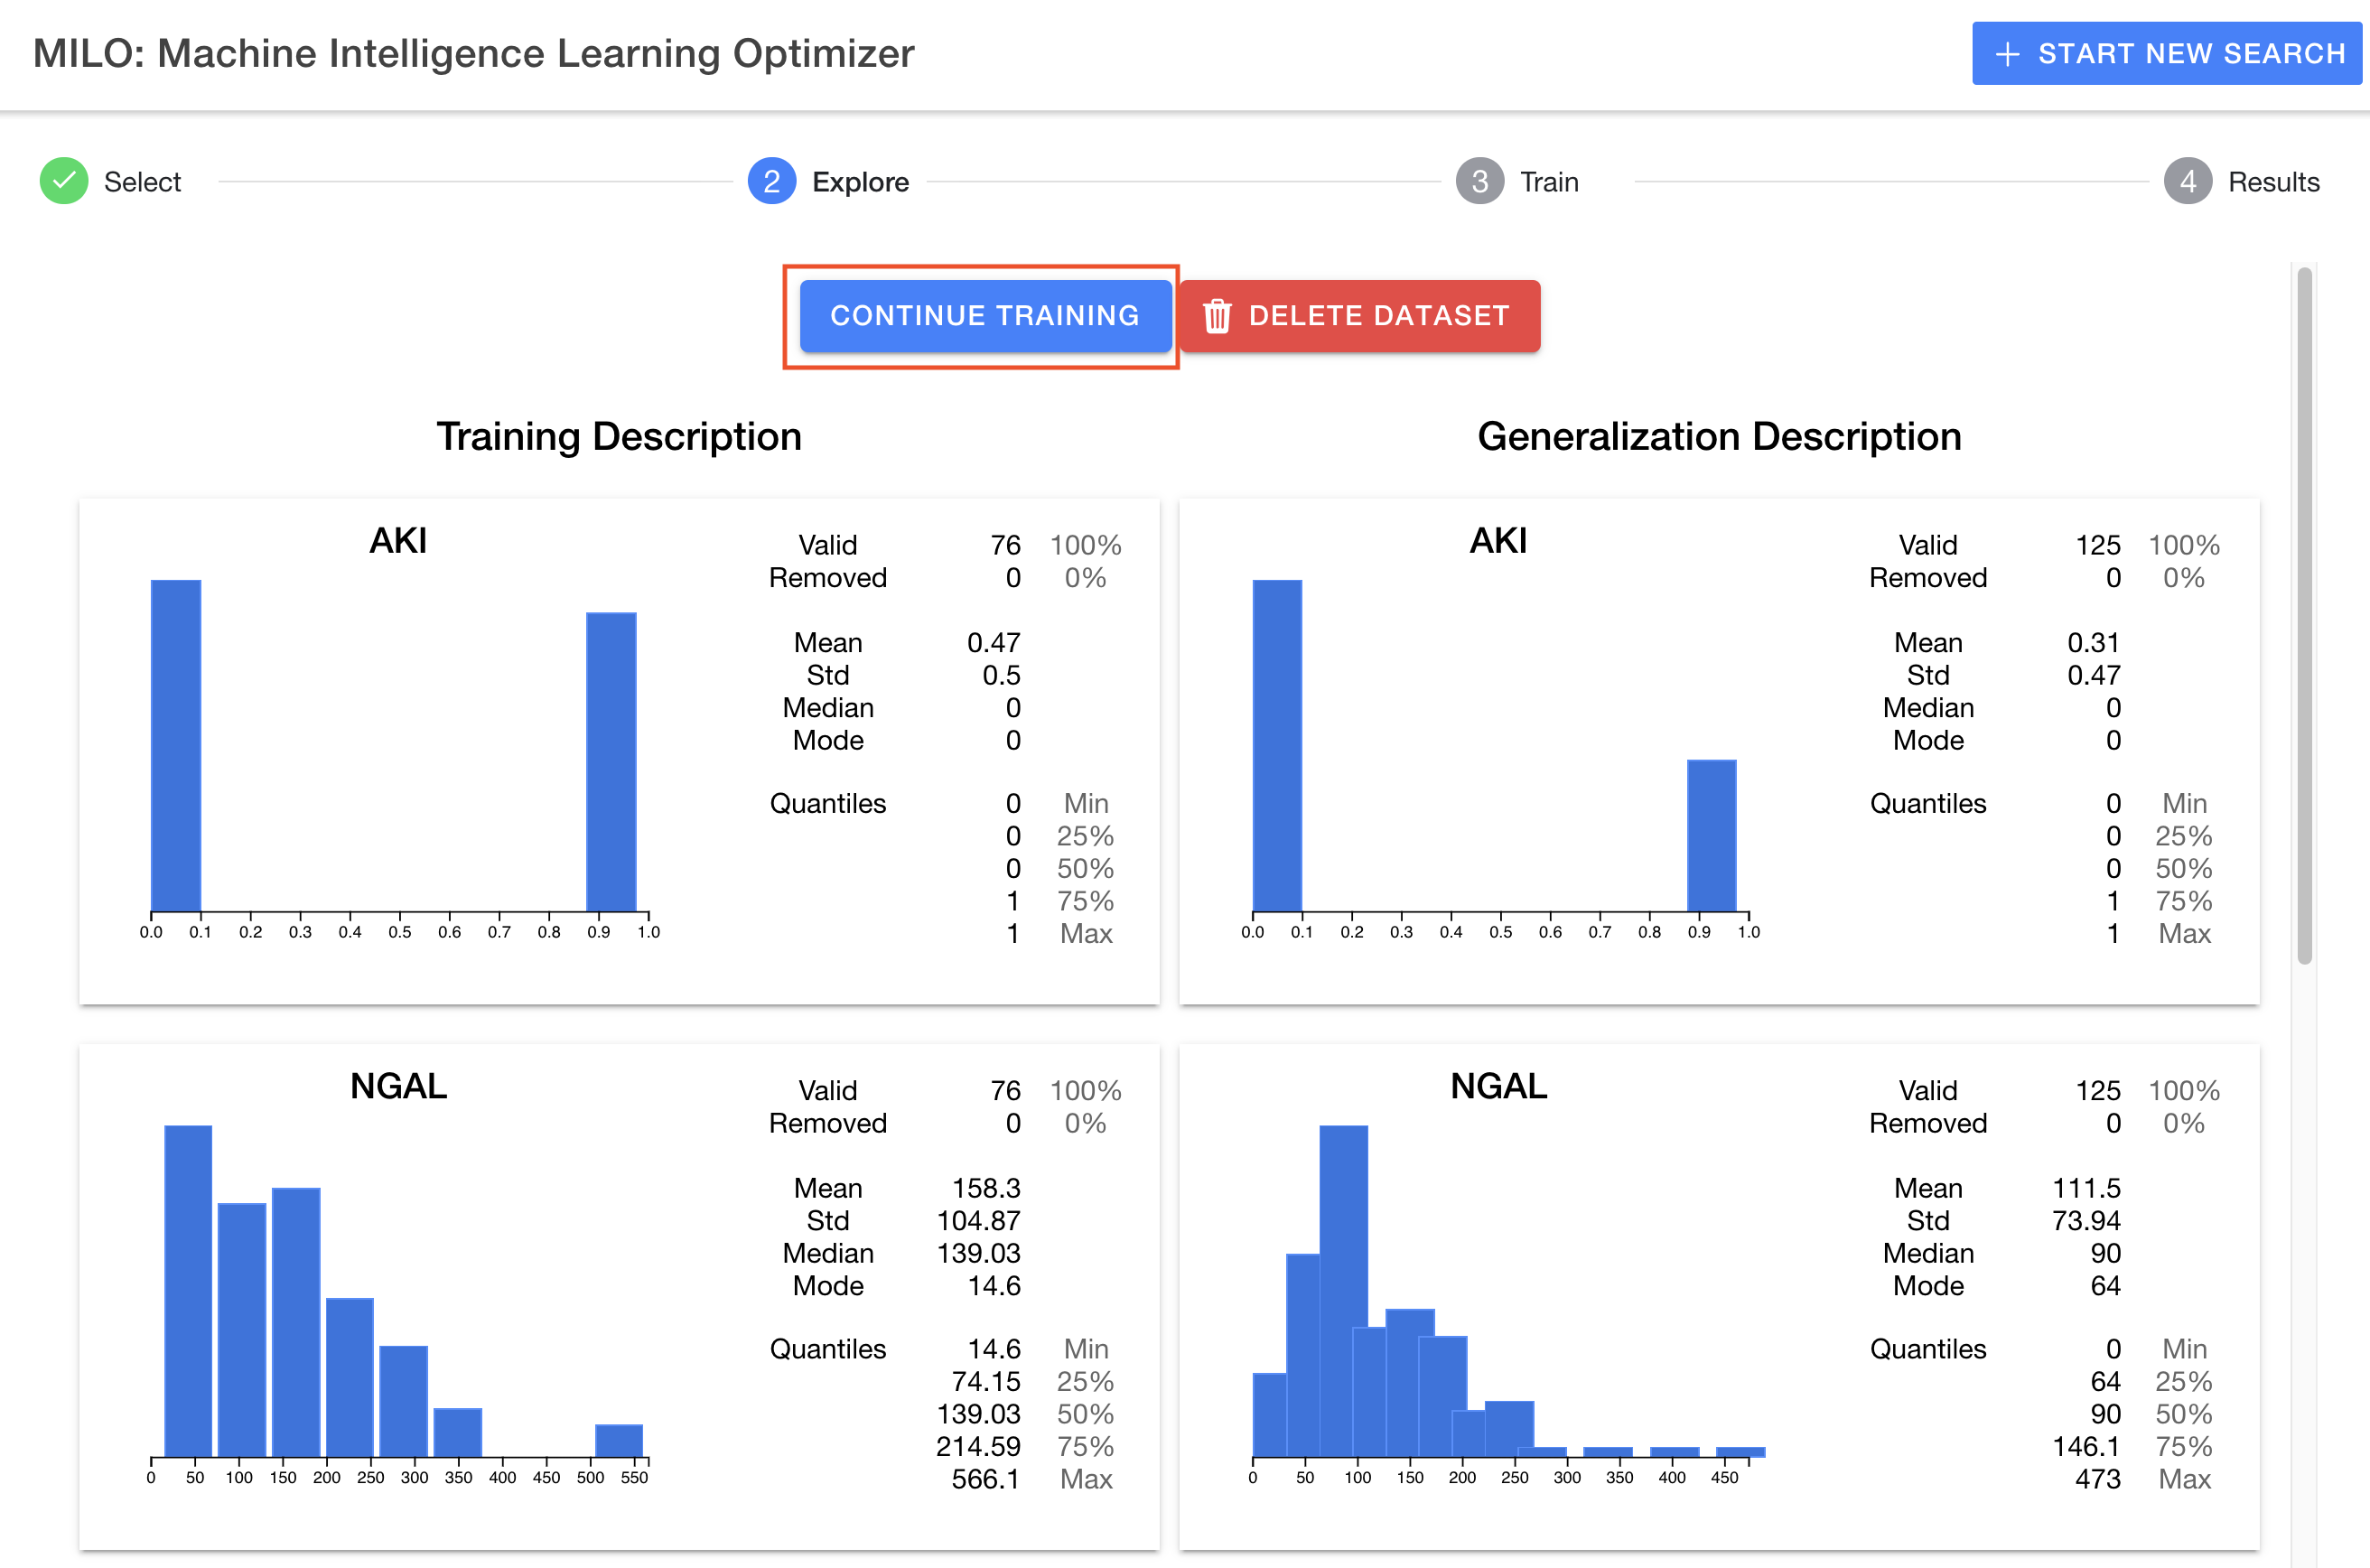 MILO: Machine Intelligence Learning Optimizer
+ START NEW SEARCH
Select
2 Explore
3 Train
4 Results
CONTINUE TRAINING
DELETE DATASET
Training Description
Generalization Description
AKI
Valid 76 100%
Removed 0 0%
Mean 0.47
Std 0.5
Median 0
Mode 0
Quantiles 0 Min
0 25%
0 50%
1 75%
1 Max
0.0 0.1 0.2 0.3 0.4 0.5 0.6 0.7 0.8 0.9 1.0
AKI
Valid 125 100%
Removed 0 0%
Mean 0.31
Std 0.47
Median 0
Mode 0
Quantiles 0 Min
0 25%
0 50%
1 75%
1 Max
0.0 0.1 0.2 0.3 0.4 0.5 0.6 0.7 0.8 0.9 1.0
NGAL
Valid 76 100%
Removed 0 0%
Mean 158.3
Std 104.87
Median 139.03
Mode 14.6
Quantiles 14.6 Min
74.15 25%
139.03 50%
214.59 75%
566.1 Max
0 50 100 150 200 250 300 350 400 450 500 550
NGAL
Valid 125 100%
Removed 0 0%
Mean 111.5
Std 73.94
Median 90
Mode 64
Quantiles 0 Min
64 25%
90 50%
146.1 75%
473 Max
0 50 100 150 200 250 300 350 400 450